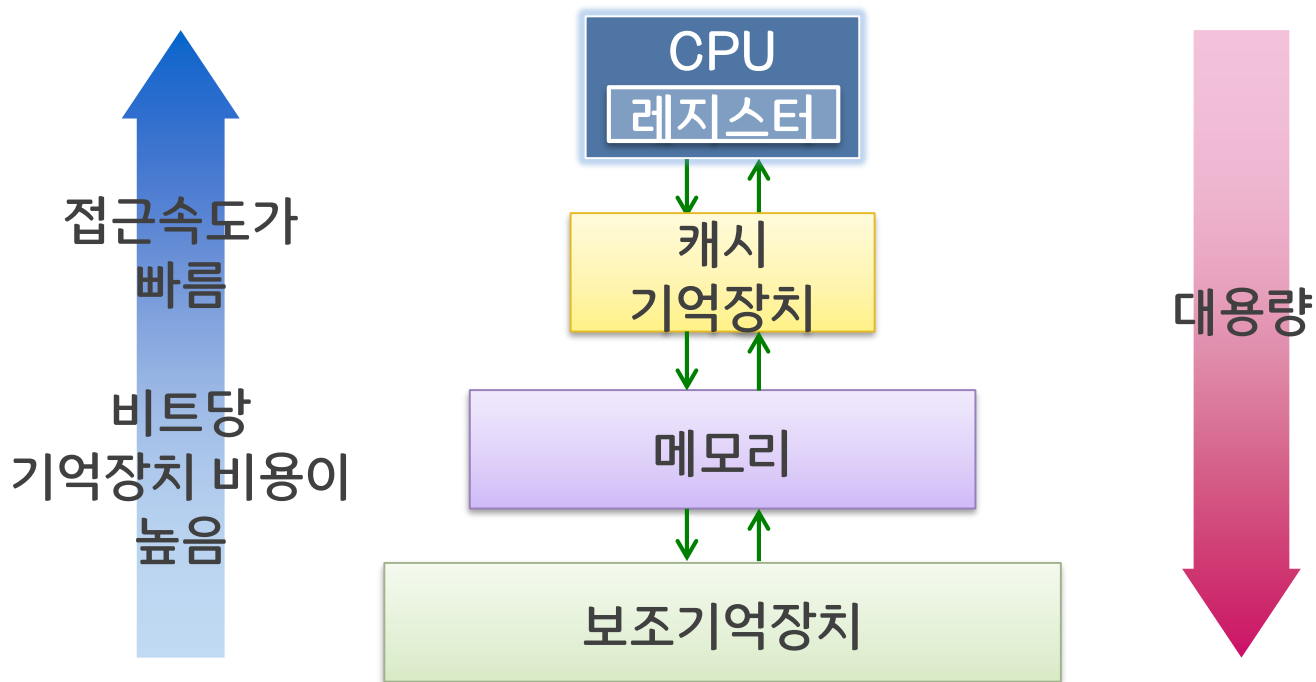 CPU
레지스터
접근속도가
빠름
캐시
기억장치
대용량
비트당
기억장치 비용이
높음
메모리
보조기억장치